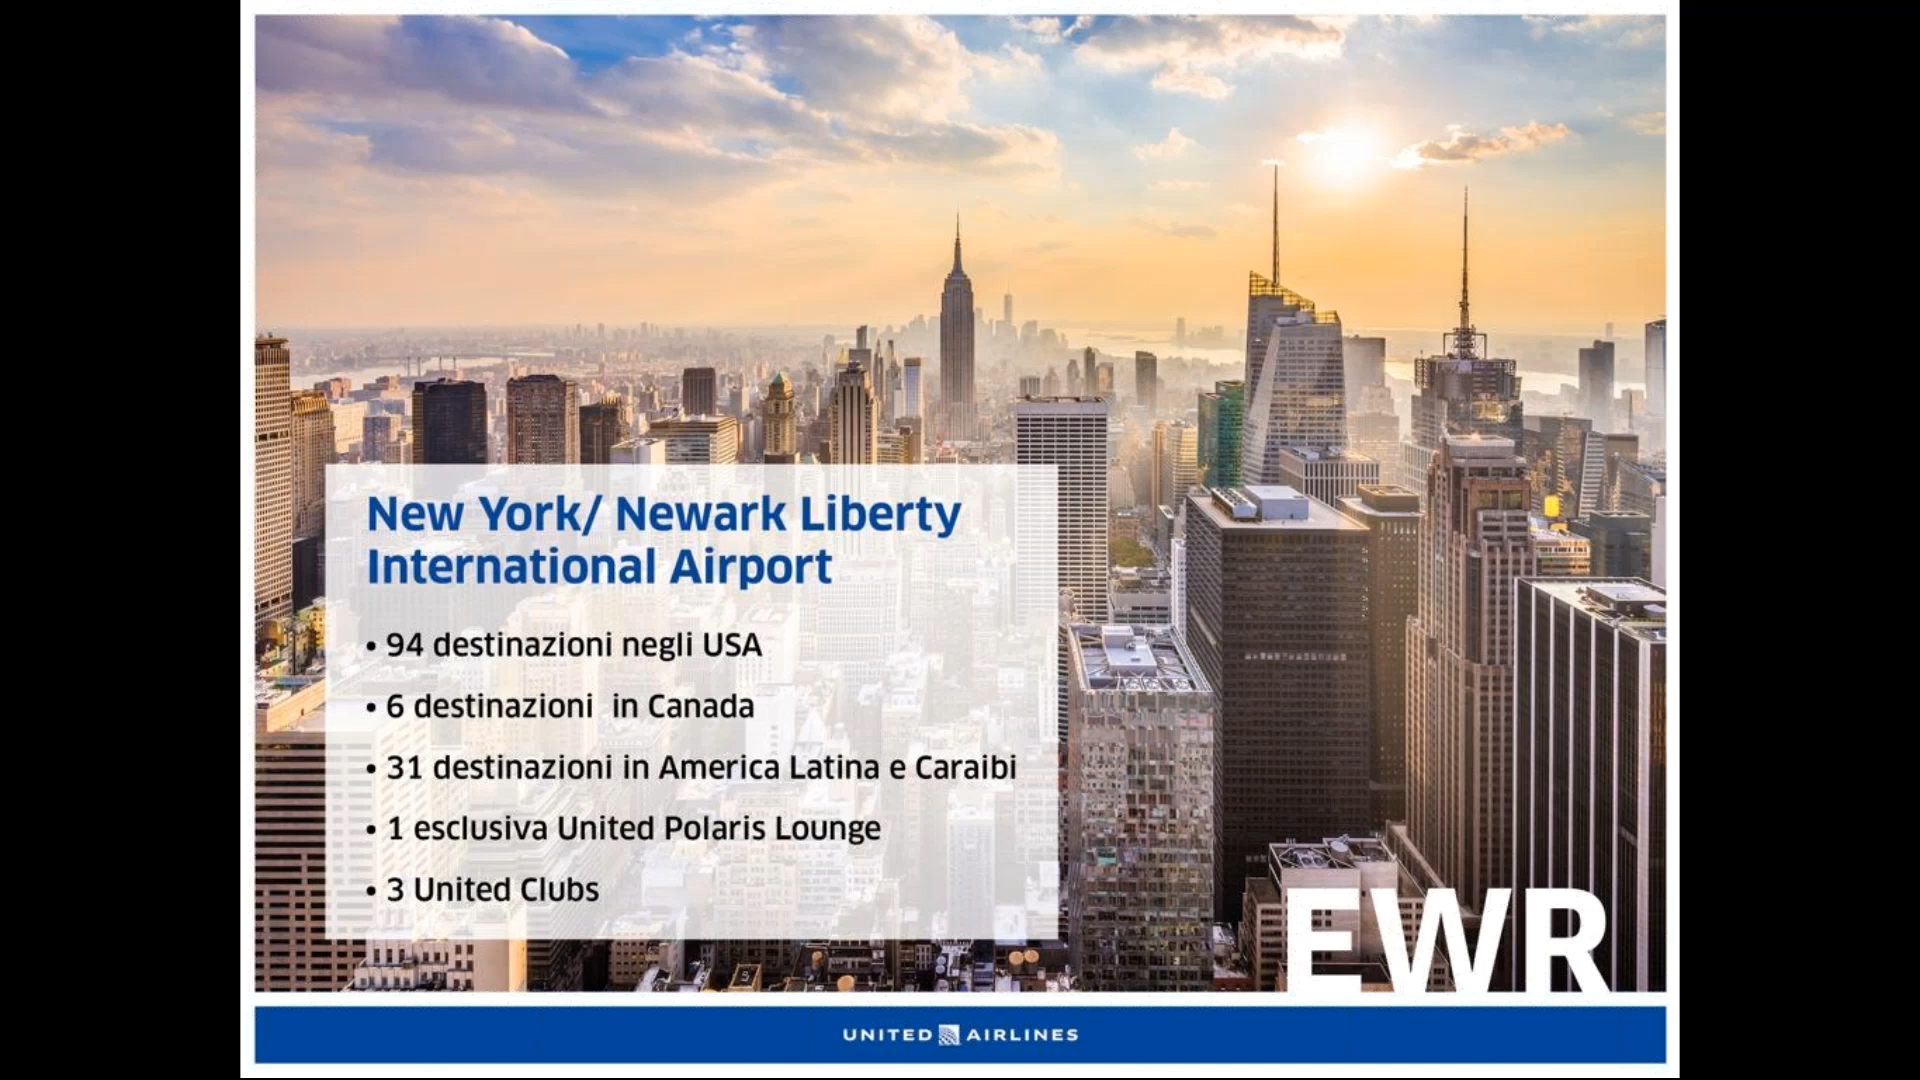 New York/ Newark Liberty
International Airport
• 94 destinazioni negli USA
• 6 destinazioni  in Canada
• 31 destinazioni in America Latina e Caraibi
• 1 esclusiva United Polaris Lounge
• 3 United Clubs
EWR
UNITED AIRLINES